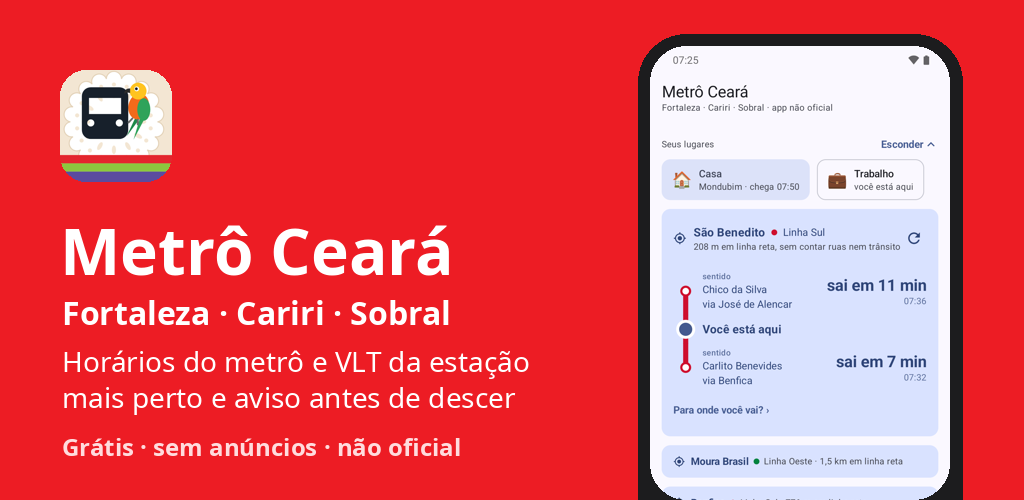 Metrô Ceará
Fortaleza · Cariri · Sobral
Horários do metrô e VLT da estação
mais perto e aviso antes de descer
Grátis · sem anúncios · não oficial
07:25
Metrô Ceará
Fortaleza · Cariri · Sobral · app não oficial
Seus lugares
Esconder
Casa
Mondubim · chega 07:50
Trabalho
você está aqui
São Benedito
Linha Sul
208 m em linha reta, sem contar ruas nem trânsito
sentido
Chico da Silva
via José de Alencar
sai em 11 min
07:36
Você está aqui
sentido
Carlito Benevides
via Benfica
sai em 7 min
07:32
Para onde você vai? ›
Moura Brasil
Linha Oeste · 1,5 km em linha reta